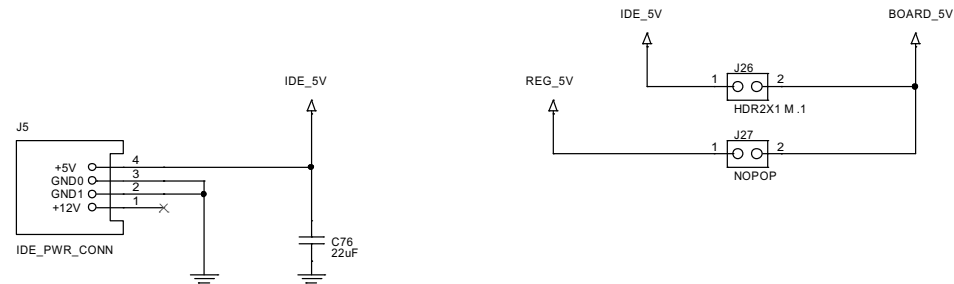 IDE_5V
BOARD_5V
J26
1
2
HDR2X1 M .1
REG_5V
J27
1
2
NOPOP
IDE_5V
J5
+5V
4
GND0
3
GND1
2
+12V
1
IDE_PWR_CONN
C76
22uF